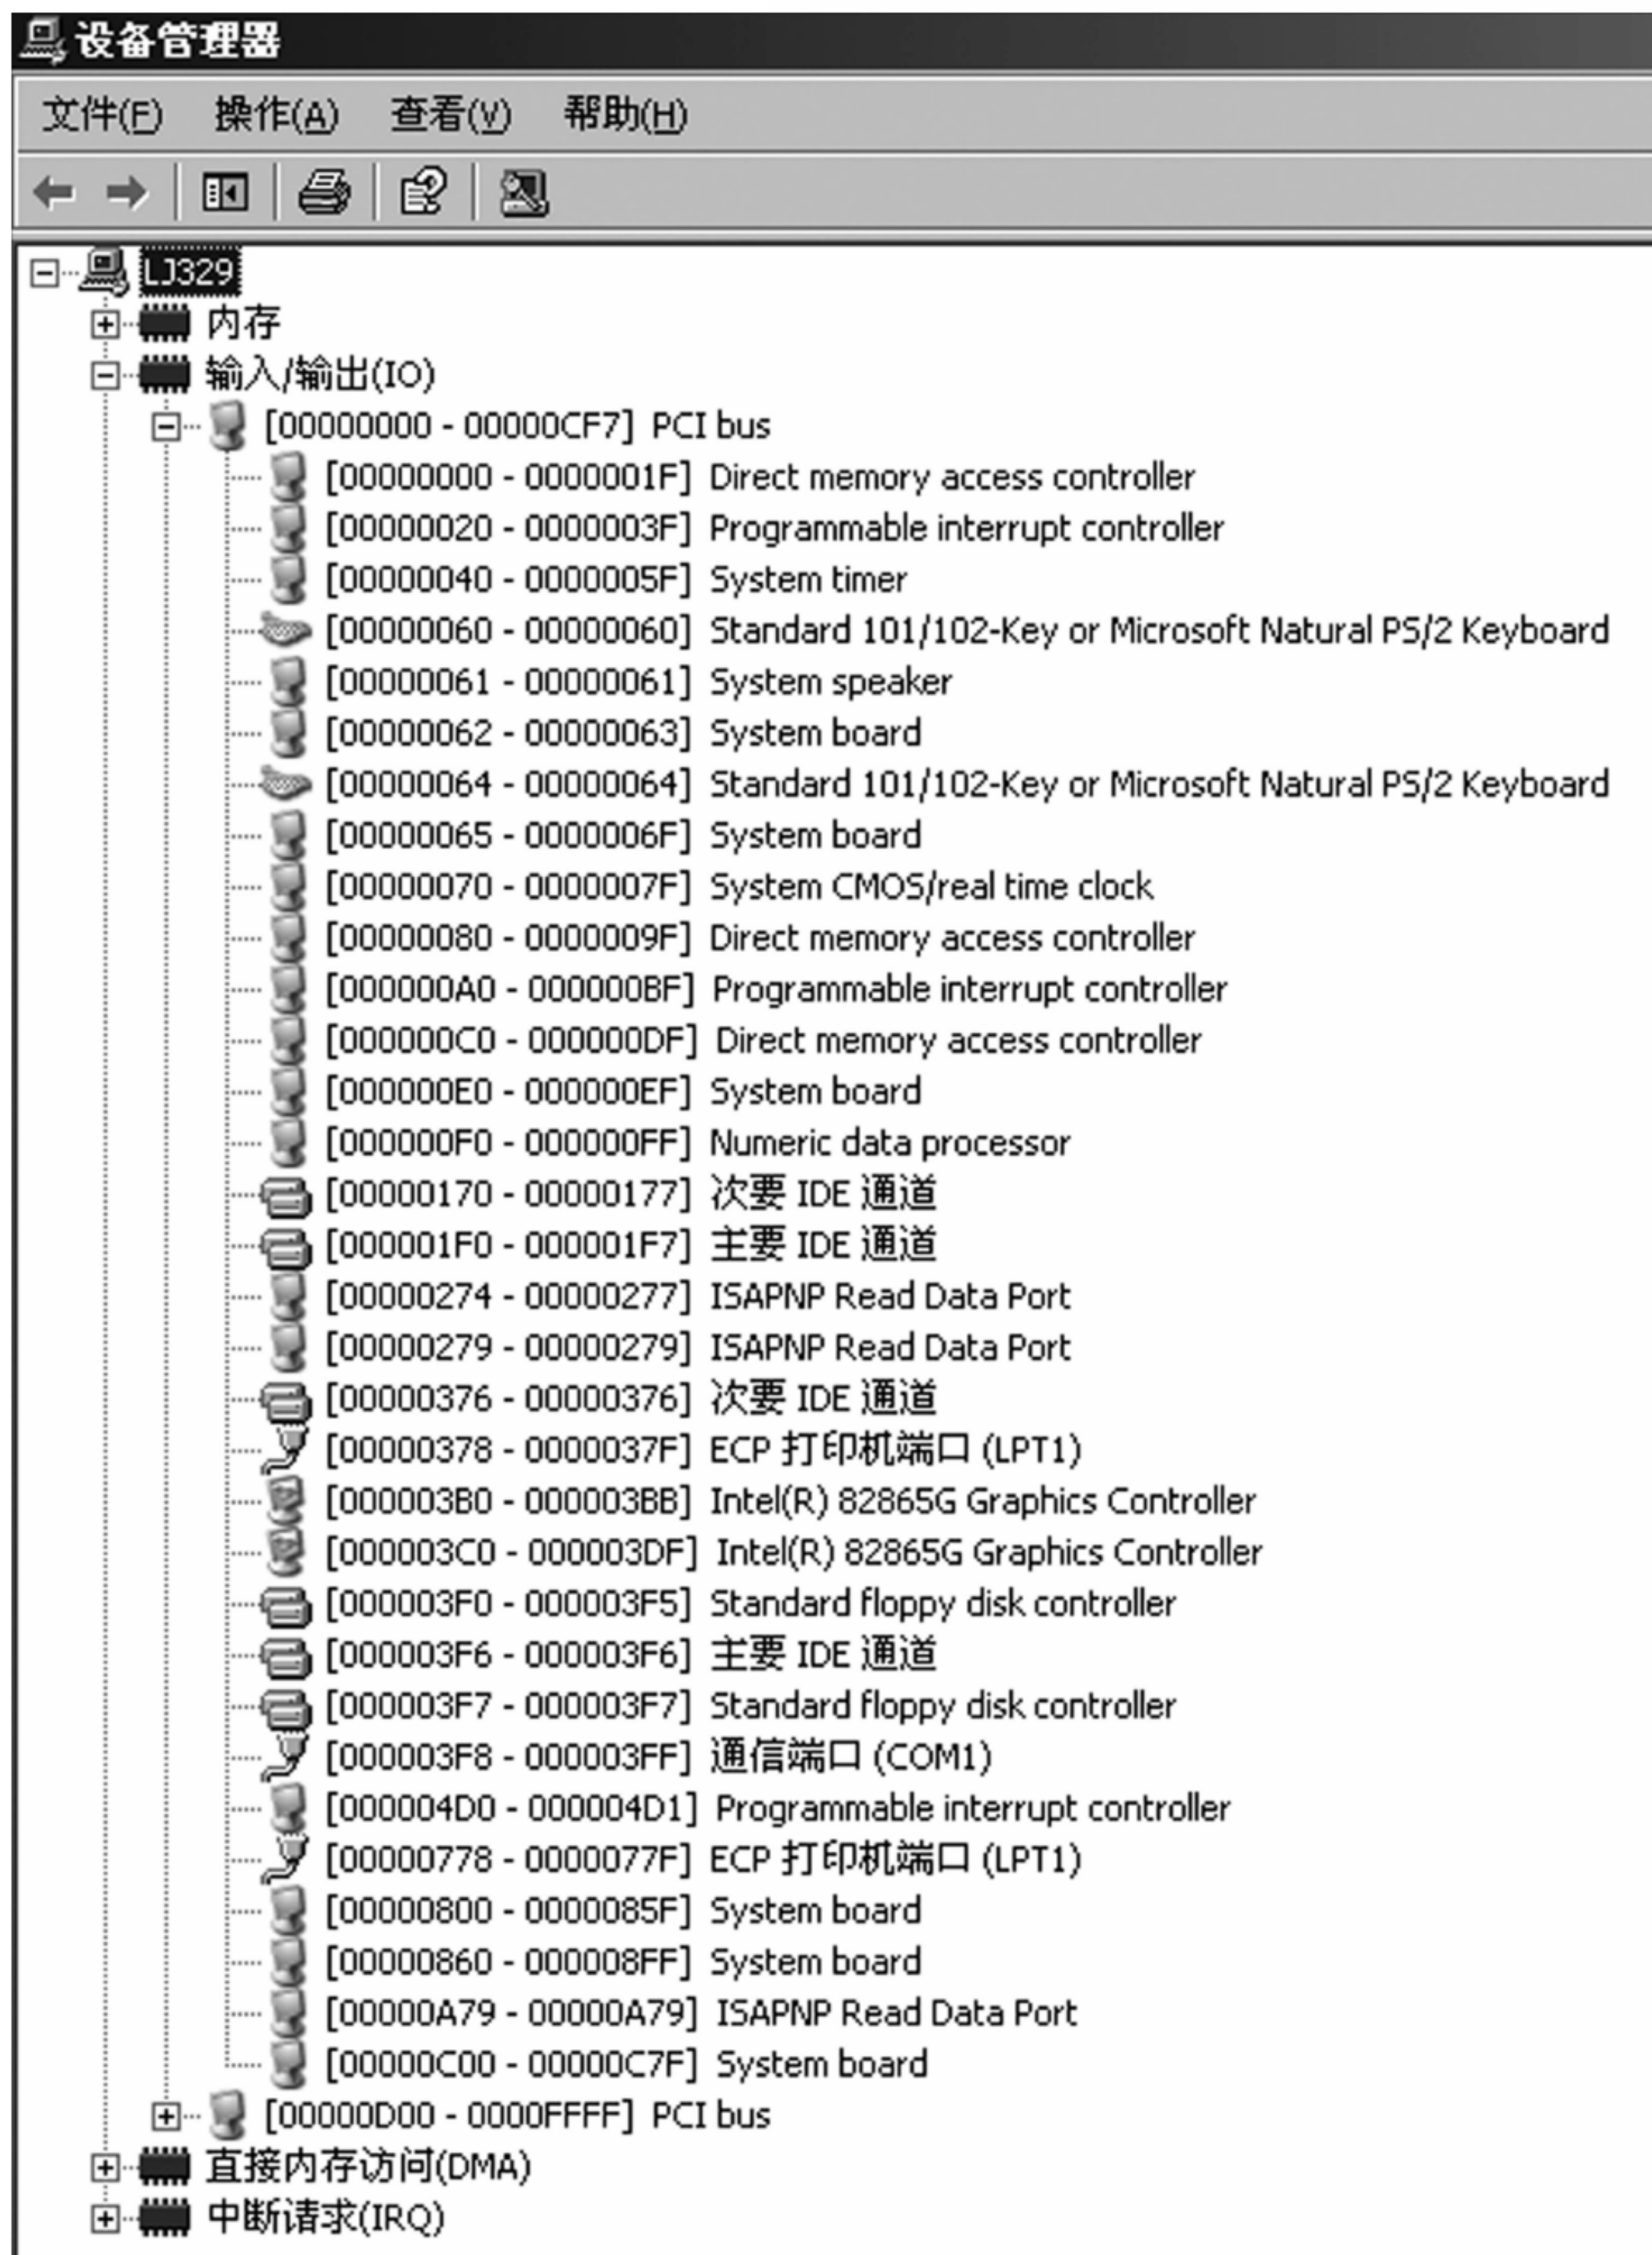 设备管理器
文件(F) 操作(A) 查看(V) 帮助(H)
LJ329
内存
输入/输出(IO)
[00000000 - 00000CF7] PCI bus
[00000000 - 0000001F] Direct memory access controller
[00000020 - 0000003F] Programmable interrupt controller
[00000040 - 0000005F] System timer
[00000060 - 00000060] Standard 101/102-Key or Microsoft Natural PS/2 Keyboard
[00000061 - 00000061] System speaker
[00000062 - 00000063] System board
[00000064 - 00000064] Standard 101/102-Key or Microsoft Natural PS/2 Keyboard
[00000065 - 0000006F] System board
[00000070 - 0000007F] System CMOS/real time clock
[00000080 - 0000009F] Direct memory access controller
[000000A0 - 000000BF] Programmable interrupt controller
[000000C0 - 000000DF] Direct memory access controller
[000000E0 - 000000EF] System board
[000000F0 - 000000FF] Numeric data processor
[00000170 - 00000177] 次要 IDE 通道
[000001F0 - 000001F7] 主要 IDE 通道
[00000274 - 00000277] ISAPNP Read Data Port
[00000279 - 00000279] ISAPNP Read Data Port
[00000376 - 00000376] 次要 IDE 通道
[00000378 - 0000037F] ECP 打印机端口 (LPT1)
[000003B0 - 000003BB] Intel(R) 82865G Graphics Controller
[000003C0 - 000003DF] Intel(R) 82865G Graphics Controller
[000003F0 - 000003F5] Standard floppy disk controller
[000003F6 - 000003F6] 主要 IDE 通道
[000003F7 - 000003F7] Standard floppy disk controller
[000003F8 - 000003FF] 通信端口 (COM1)
[000004D0 - 000004D1] Programmable interrupt controller
[00000778 - 0000077F] ECP 打印机端口 (LPT1)
[00000800 - 0000085F] System board
[00000860 - 000008FF] System board
[00000A79 - 00000A79] ISAPNP Read Data Port
[00000C00 - 00000C7F] System board
[00000D00 - 0000FFFF] PCI bus
直接内存访问(DMA)
中断请求(IRQ)